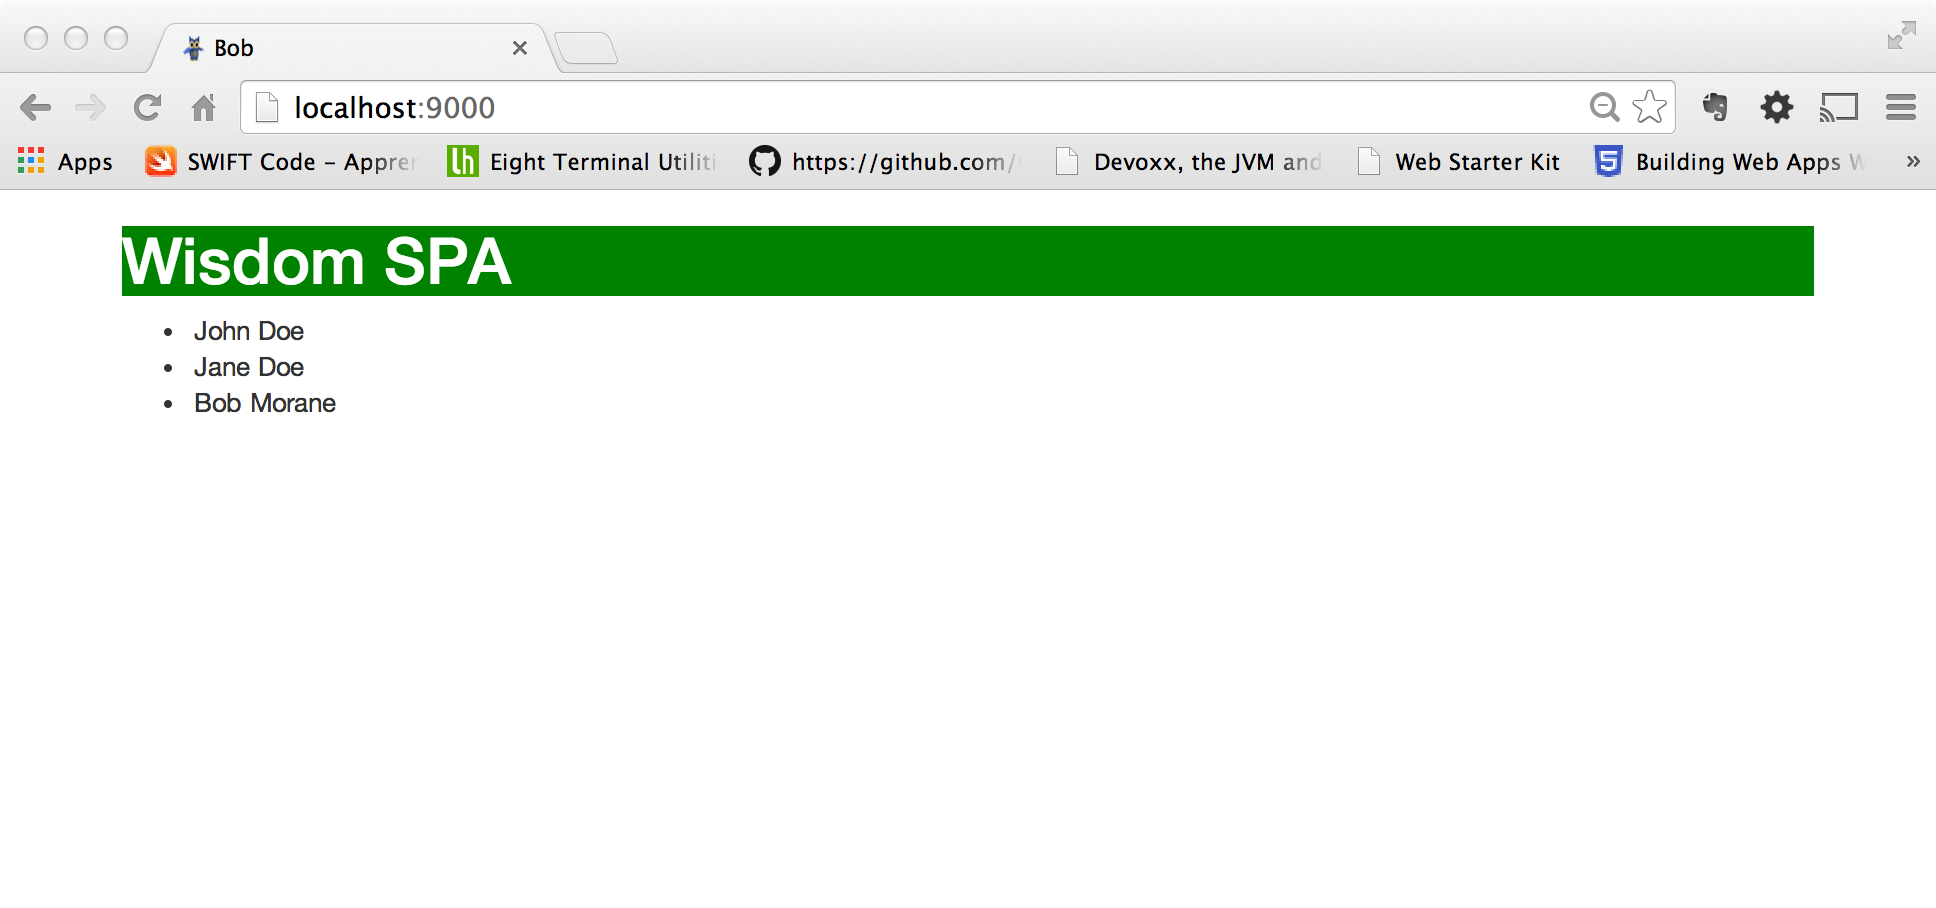 Bob
localhost:9000
Apps SWIFT Code – Appren Eight Terminal Utiliti https://github.com/ Devoxx, the JVM and Web Starter Kit Building Web Apps W »
Wisdom SPA
• John Doe
• Jane Doe
• Bob Morane